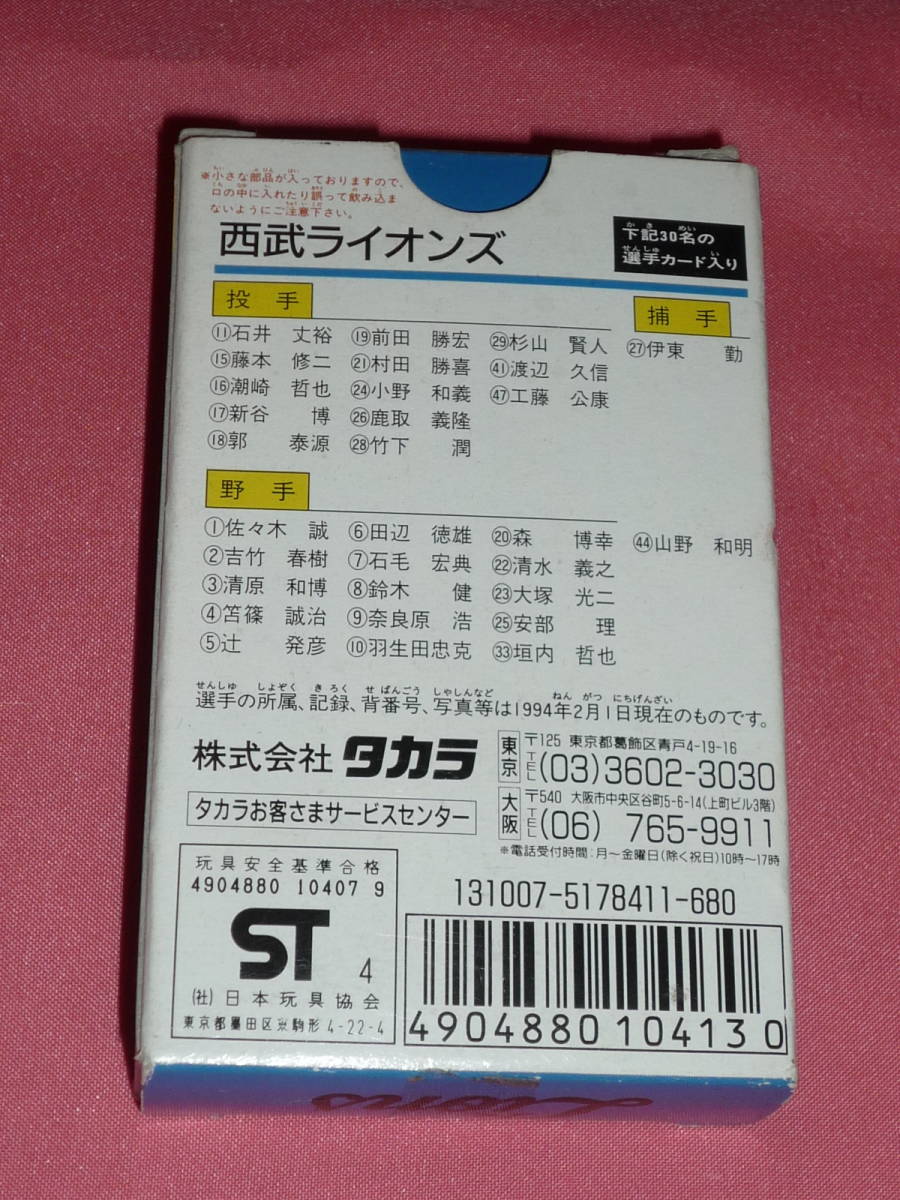 ※小さな部品が入っておりますので、
口の中に入れたり誤って飲み込ま
ないようにご注意下さい。
西武ライオンズ
下記30名の
選手カード入り
投手
⑪石井 丈裕
⑮藤本 修二
⑯潮崎 哲也
⑰新谷 博
⑱郭 泰源
⑲前田 勝宏
㉑村田 勝喜
㉔小野 和義
㉖鹿取 義隆
㉘竹下 潤
㉙杉山 賢人
㊶渡辺 久信
㊼工藤 公康
捕手
㉗伊東 勤
野手
①佐々木 誠
②吉竹 春樹
③清原 和博
④笘篠 誠治
⑤辻 発彦
⑥田辺 徳雄
⑦石毛 宏典
⑧鈴木 健
⑨奈良原 浩
⑩羽生田忠克
⑳森 博幸
㉒清水 義之
㉓大塚 光二
㉕安部 理
㉝垣内 哲也
㊹山野 和明
選手の所属、記録、背番号、写真等は1994年2月1日現在のものです。
株式会社 タカラ
タカラお客さまサービスセンター
東京 〒125 東京都葛飾区青戸4-19-16
TEL (03)3602-3030
大阪 〒540 大阪市中央区谷町5-6-14(上町ビル3階)
TEL (06) 765-9911
※電話受付時間:月〜金曜日(除く祝日)10時〜17時
玩具安全基準合格
4904880 10407 9
ST 4
(社)日本玩具協会
東京都墨田区東駒形 4-22-4
131007-5178411-680
4904880104130
Lions